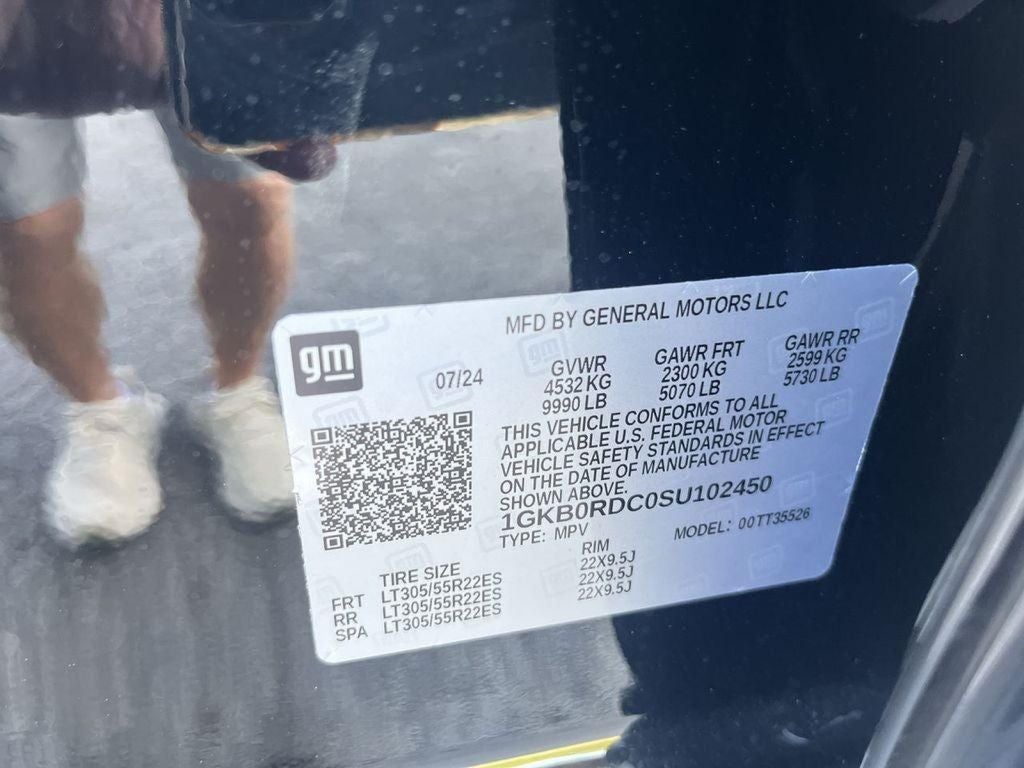 MFD BY GENERAL MOTORS LLC
gm
07/24
GVWR
4532 KG
9990 LB
GAWR FRT
2300 KG
5070 LB
GAWR RR
2599 KG
5730 LB
THIS VEHICLE CONFORMS TO ALL
APPLICABLE U.S. FEDERAL MOTOR
VEHICLE SAFETY STANDARDS IN EFFECT
ON THE DATE OF MANUFACTURE
SHOWN ABOVE.
1GKB0RDC0SU102450
TYPE: MPV MODEL: 00TT35526
TIRE SIZE RIM
FRT LT305/55R22ES 22X9.5J
RR LT305/55R22ES 22X9.5J
SPA LT305/55R22ES 22X9.5J